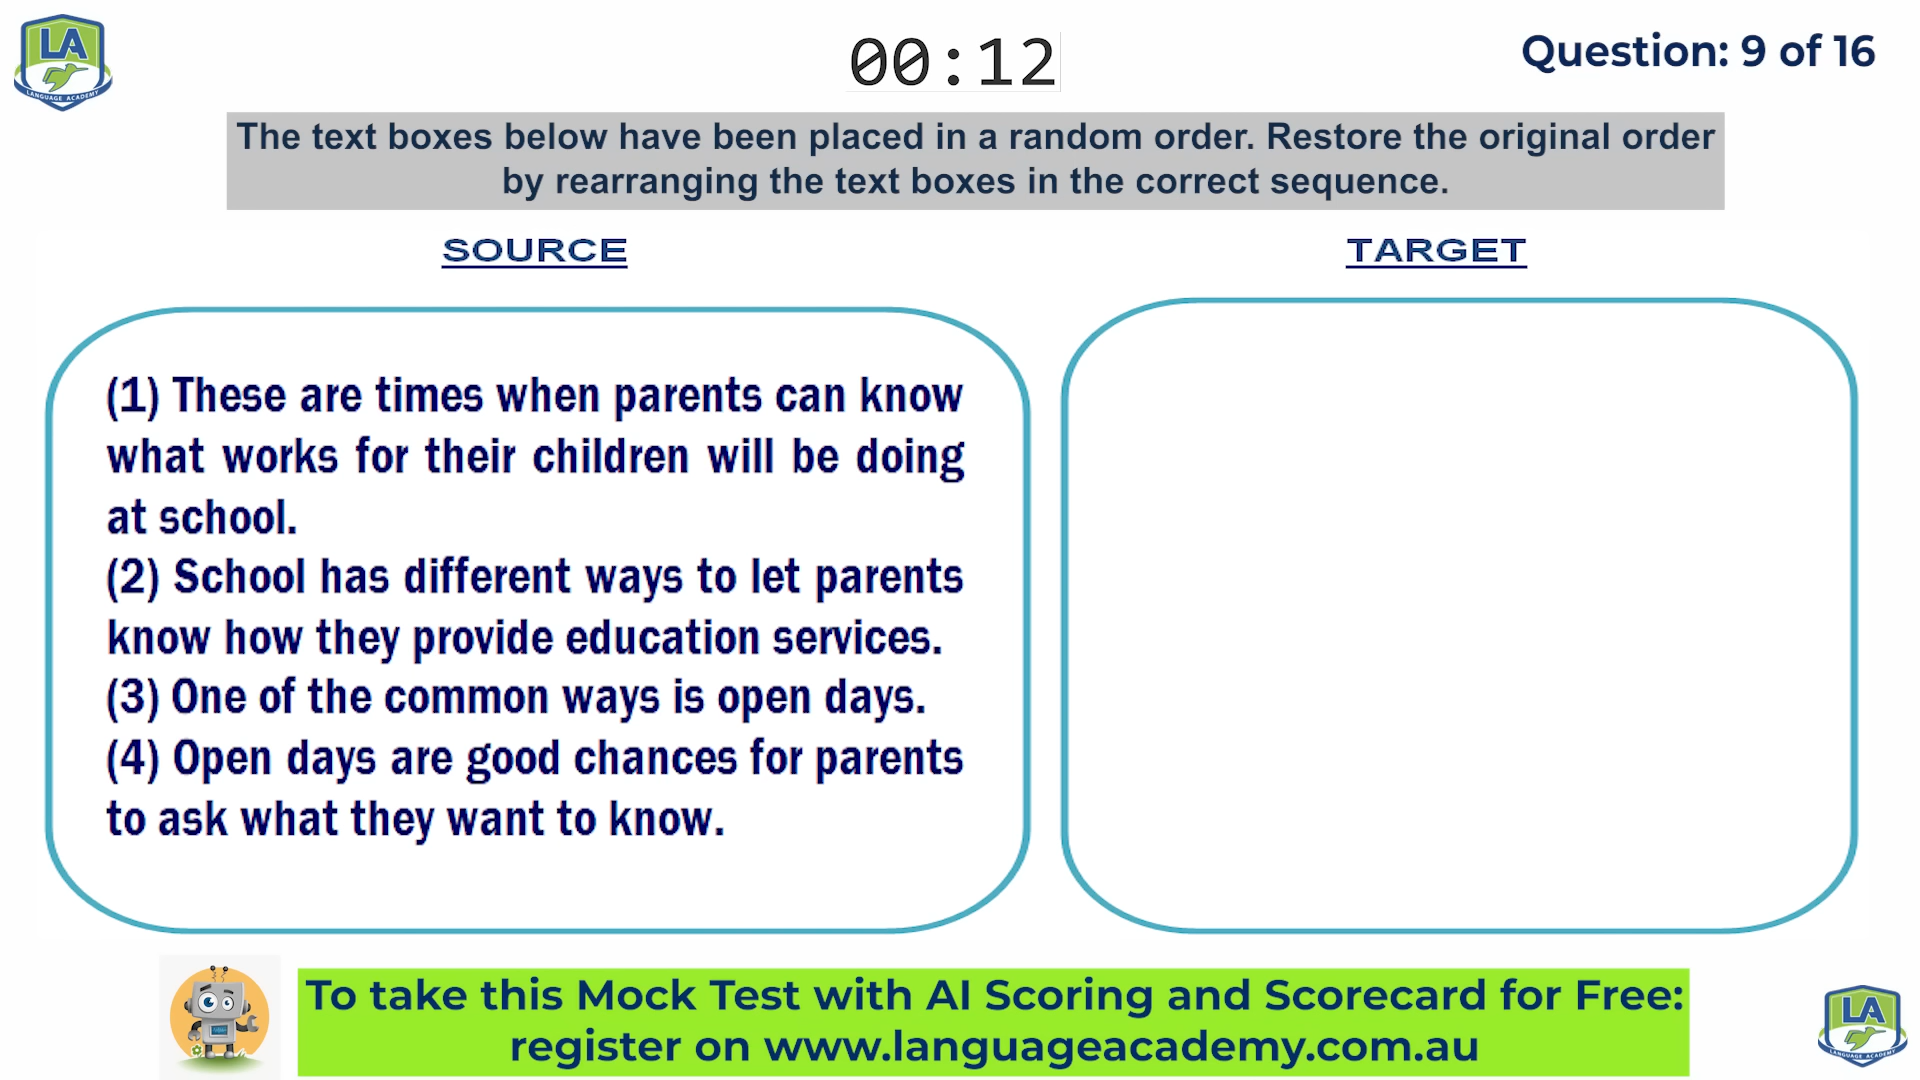 LA
LANGUAGE ACADEMY
00:12
Question: 9 of 16
The text boxes below have been placed in a random order. Restore the original order
by rearranging the text boxes in the correct sequence.
SOURCE
TARGET
(1) These are times when parents can know
what works for their children will be doing
at school.
(2) School has different ways to let parents
know how they provide education services.
(3) One of the common ways is open days.
(4) Open days are good chances for parents
to ask what they want to know.
To take this Mock Test with AI Scoring and Scorecard for Free:
register on www.languageacademy.com.au
LA
LANGUAGE ACADEMY